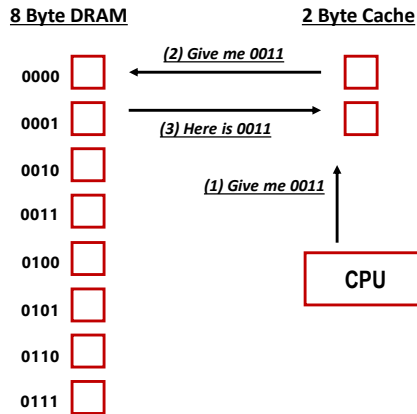 8 Byte DRAM
2 Byte Cache
(2) Give me 0011
0000
0001
(3) Here is 0011
0010
(1) Give me 0011
0011
0100
CPU
0101
0110
0111